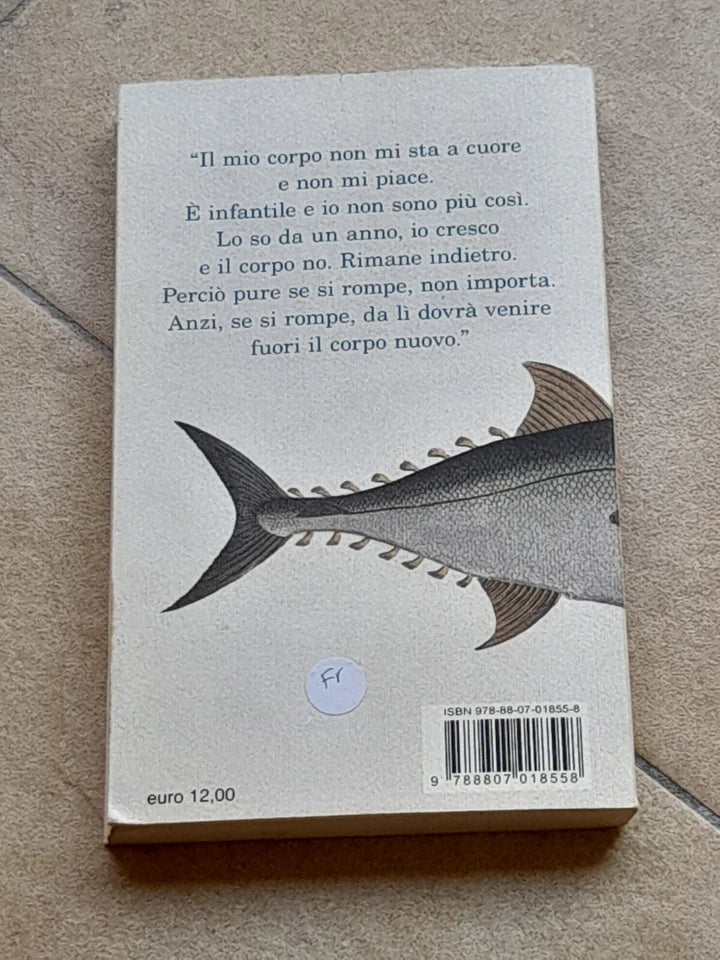 “Il mio corpo non mi sta a cuore
e non mi piace.
È infantile e io non sono più così.
Lo so da un anno, io cresco
e il corpo no. Rimane indietro.
Perciò pure se si rompe, non importa.
Anzi, se si rompe, da lì dovrà venire
fuori il corpo nuovo.”
Fr
ISBN 978-88-07-01855-8
9 788807 018558
euro 12,00